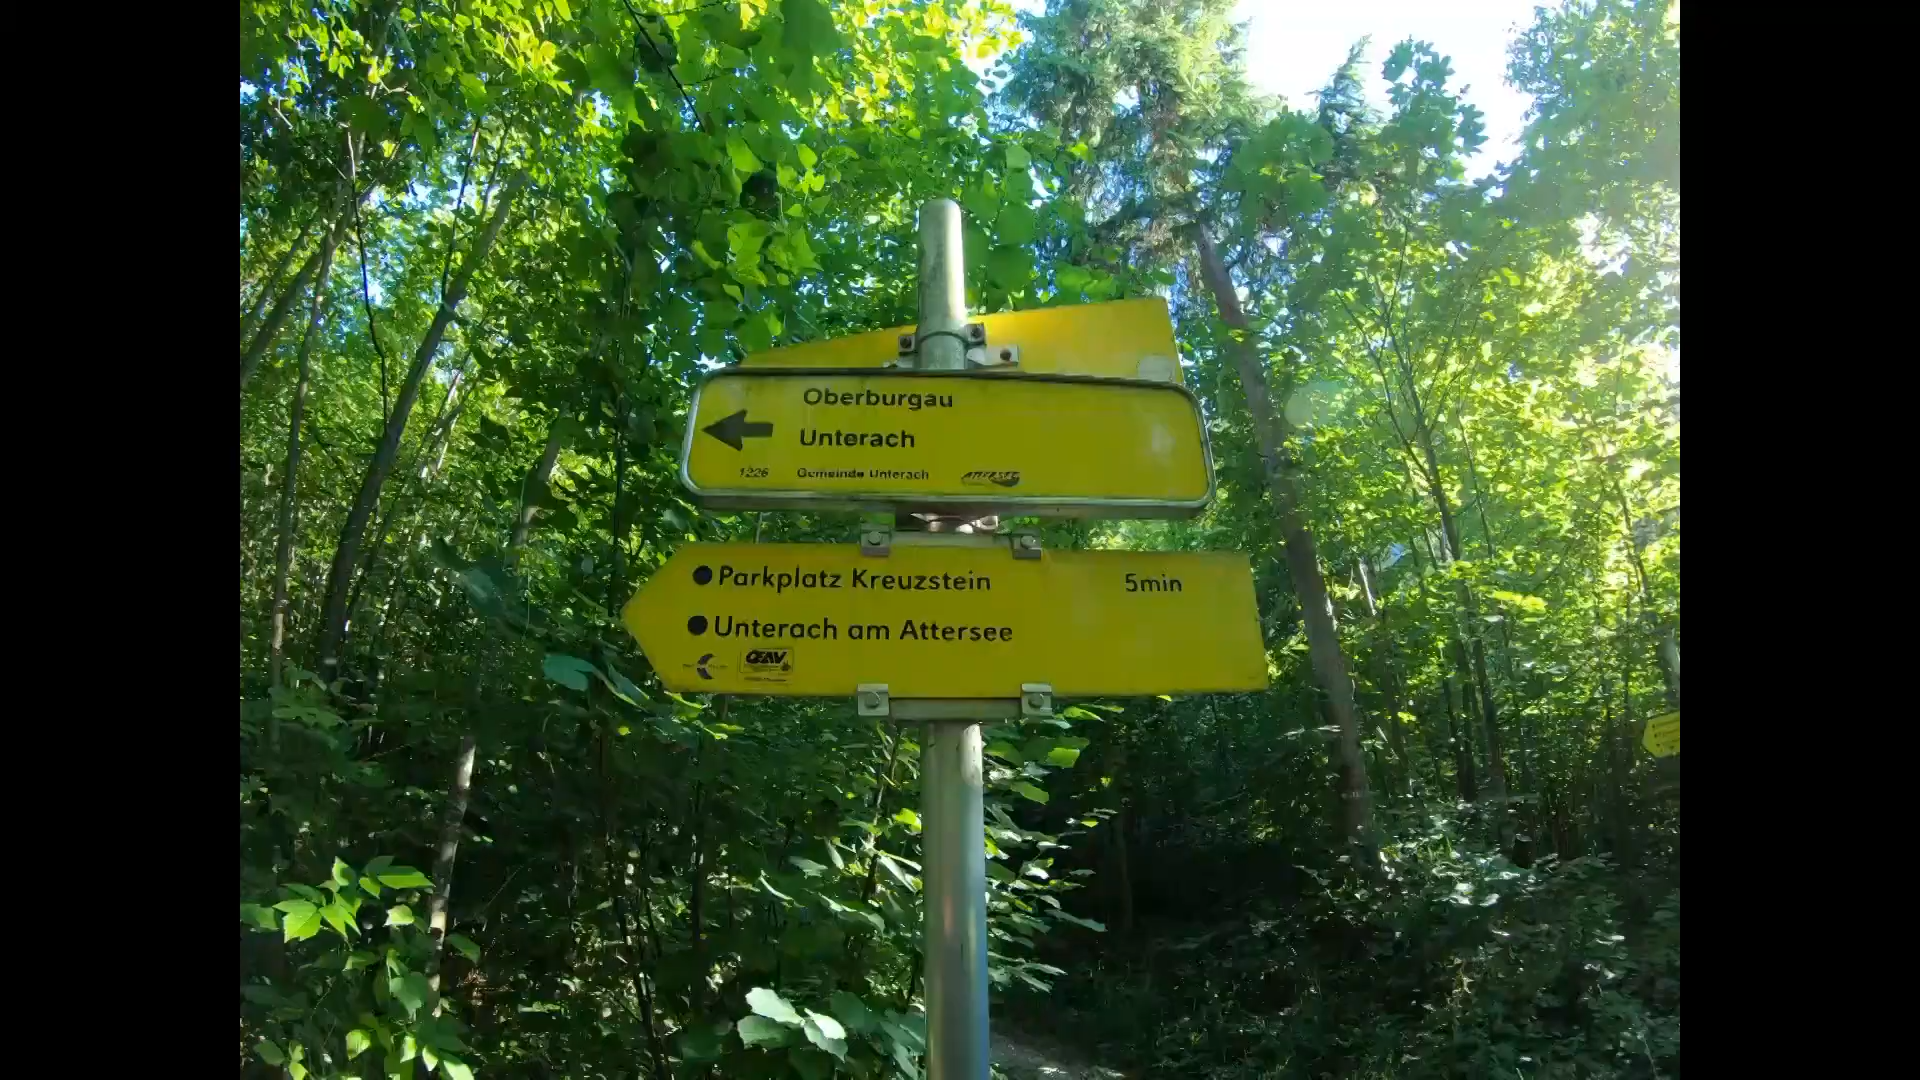 Oberburgau
Unterach
1226 Gemeinde Unterach
Parkplatz Kreuzstein 5min
Unterach am Attersee
OEAV